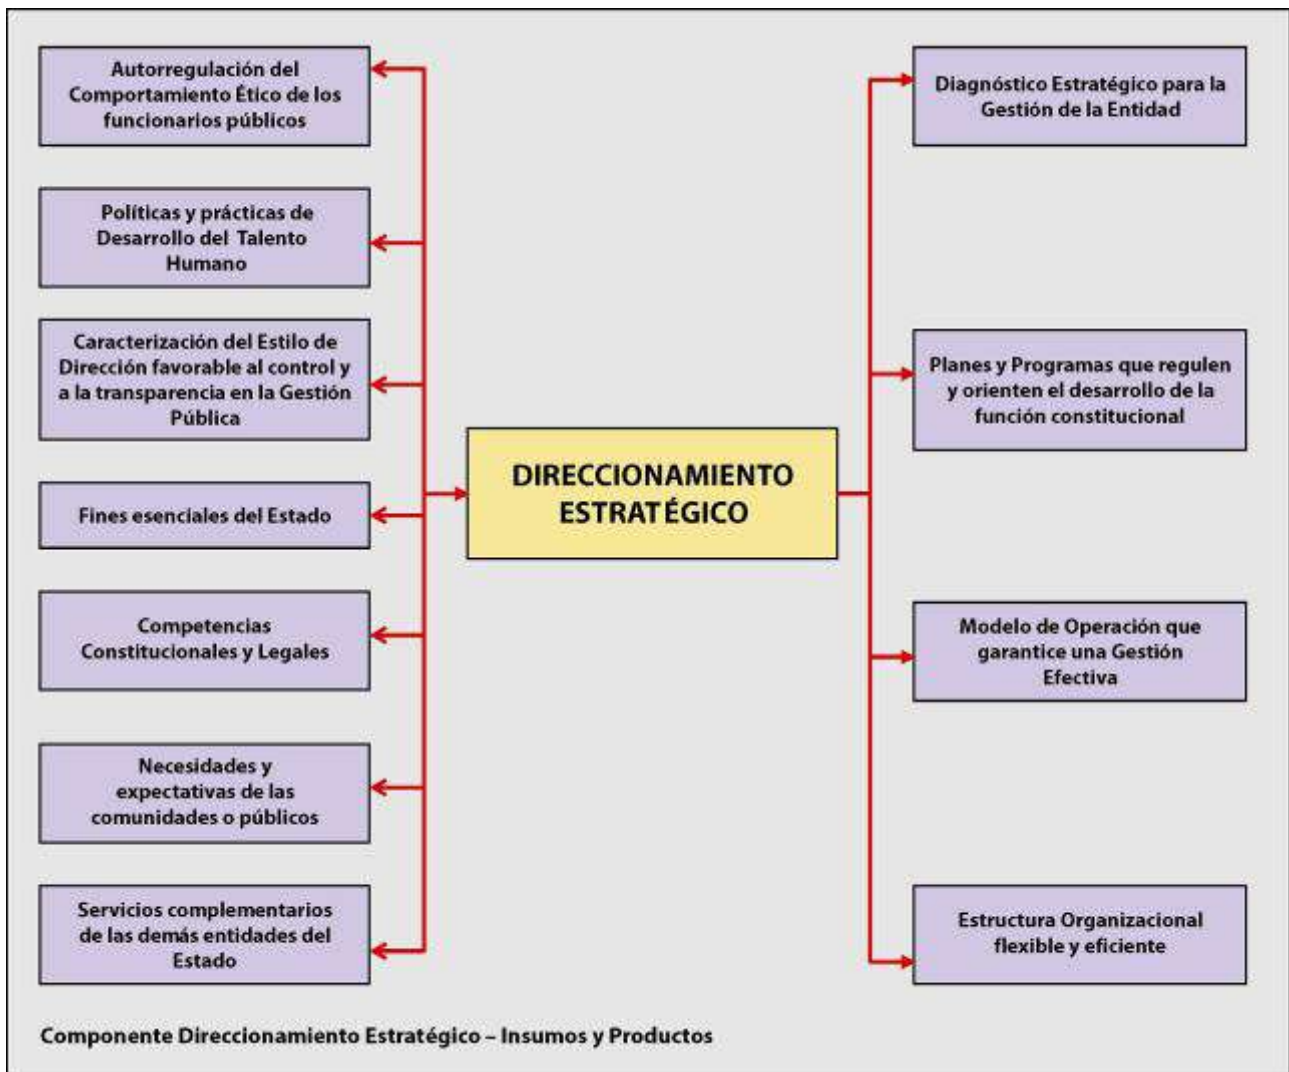 Autorregulación del
Comportamiento Ético de los
funcionarios públicos
Políticas y prácticas de
Desarrollo del Talento
Humano
Caracterización del Estilo de
Dirección favorable al control y
a la transparencia en la Gestión
Pública
Fines esenciales del Estado
Competencias
Constitucionales y Legales
Necesidades y
expectativas de las
comunidades o públicos
Servicios complementarios
de las demás entidades del
Estado
DIRECCIONAMIENTO
ESTRATÉGICO
Diagnóstico Estratégico para la
Gestión de la Entidad
Planes y Programas que regulen
y orienten el desarrollo de la
función constitucional
Modelo de Operación que
garantice una Gestión
Efectiva
Estructura Organizacional
flexible y eficiente
Componente Direccionamiento Estratégico – Insumos y Productos